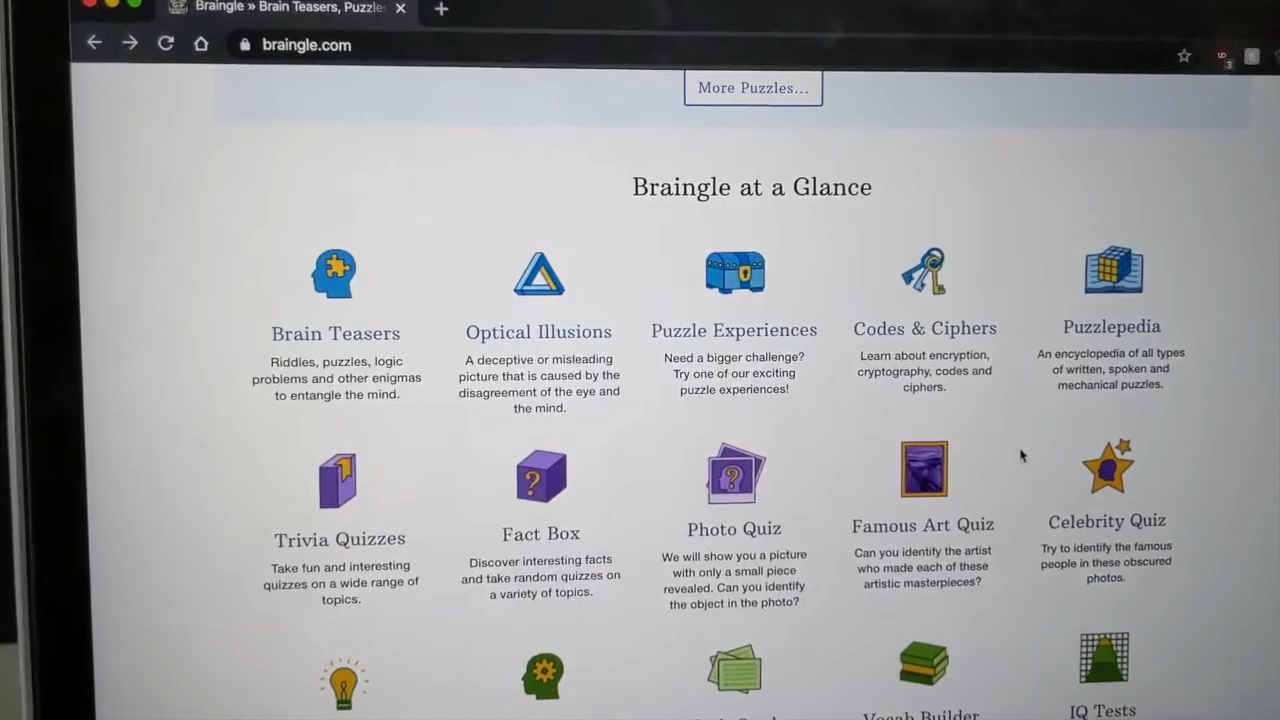 Braingle » Brain Teasers, Puzzle
braingle.com
3
More Puzzles...
Braingle at a Glance
Brain Teasers
Riddles, puzzles, logic
problems and other enigmas
to entangle the mind.
Optical Illusions
A deceptive or misleading
picture that is caused by the
disagreement of the eye and
the mind.
Puzzle Experiences
Need a bigger challenge?
Try one of our exciting
puzzle experiences!
Codes & Ciphers
Learn about encryption,
cryptography, codes and
ciphers.
Puzzlepedia
An encyclopedia of all types
of written, spoken and
mechanical puzzles.
Trivia Quizzes
Take fun and interesting
quizzes on a wide range of
topics.
Fact Box
Discover interesting facts
and take random quizzes on
a variety of topics.
Photo Quiz
We will show you a picture
with only a small piece
revealed. Can you identify
the object in the photo?
Famous Art Quiz
Can you identify the artist
who made each of these
artistic masterpieces?
Celebrity Quiz
Try to identify the famous
people in these obscured
photos.
Vocab Builder
IQ Tests